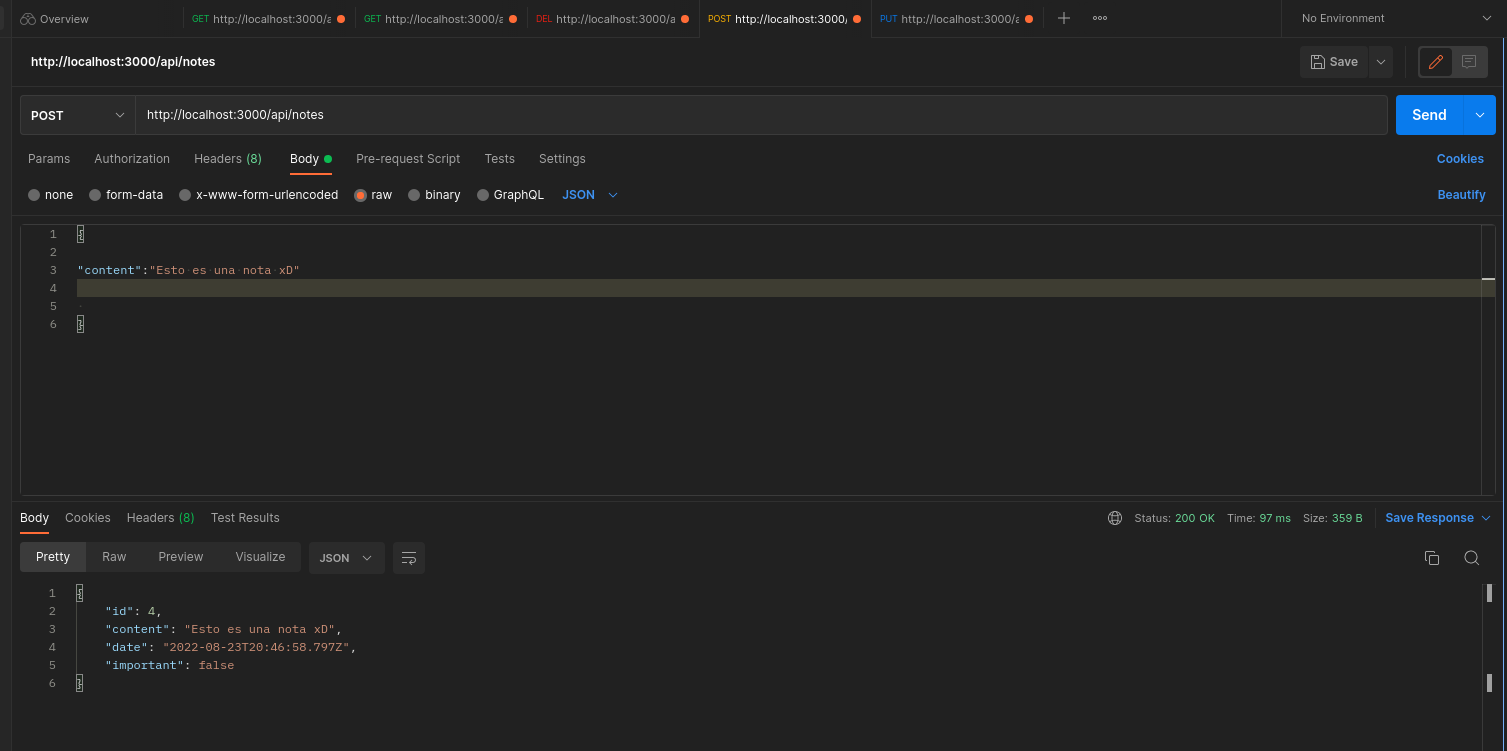 Overview GET http://localhost:3000/a GET http://localhost:3000/a DEL http://localhost:3000/a POST http://localhost:3000/ PUT http://localhost:3000/a No Environment
http://localhost:3000/api/notes Save
POST http://localhost:3000/api/notes Send
Params Authorization Headers (8) Body Pre-request Script Tests Settings Cookies
none form-data x-www-form-urlencoded raw binary GraphQL JSON Beautify
1 {
2
3 "content":"Esto es una nota xD"
4
5
6 }
Body Cookies Headers (8) Test Results Status: 200 OK Time: 97 ms Size: 359 B Save Response
Pretty Raw Preview Visualize JSON
1 {
2 "id": 4,
3 "content": "Esto es una nota xD",
4 "date": "2022-08-23T20:46:58.797Z",
5 "important": false
6 }